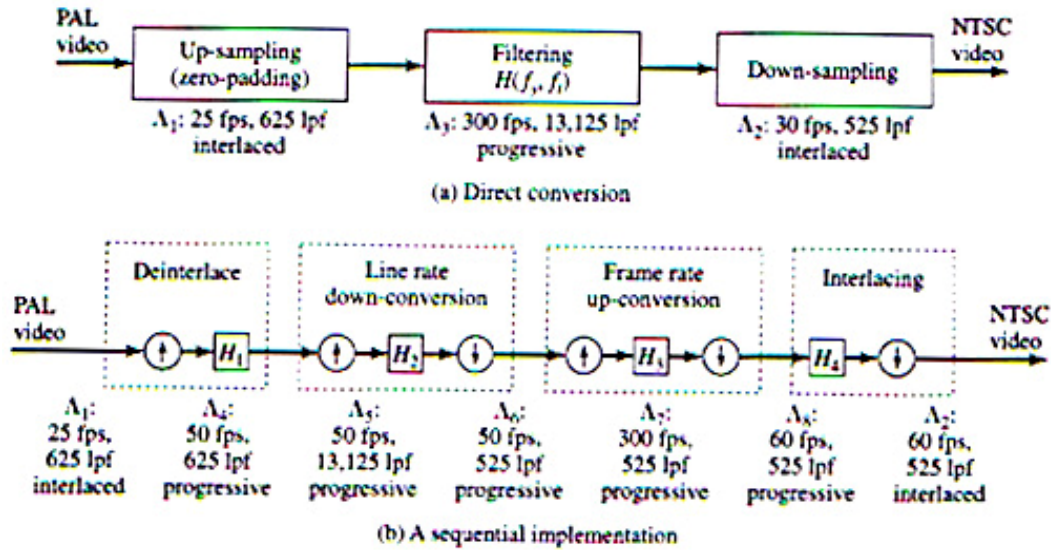 PAL
video
Up-sampling
(zero-padding)
Filtering
H(f_y, f_t)
Down-sampling
NTSC
video
Λ₁: 25 fps, 625 lpf
interlaced
Λ₃: 300 fps, 13,125 lpf
progressive
Λ₂: 30 fps, 525 lpf
interlaced
(a) Direct conversion
Deinterlace
Line rate
down-conversion
Frame rate
up-conversion
Interlacing
PAL
video
H₁
H₂
H₃
H₄
NTSC
video
Λ₁:
25 fps,
625 lpf
interlaced
Λ₄:
50 fps,
625 lpf
progressive
Λ₅:
50 fps,
13,125 lpf
progressive
Λ₆:
50 fps,
525 lpf
progressive
Λ₇:
300 fps,
525 lpf
progressive
Λ₈:
60 fps,
525 lpf
progressive
Λ₂:
60 fps,
525 lpf
interlaced
(b) A sequential implementation